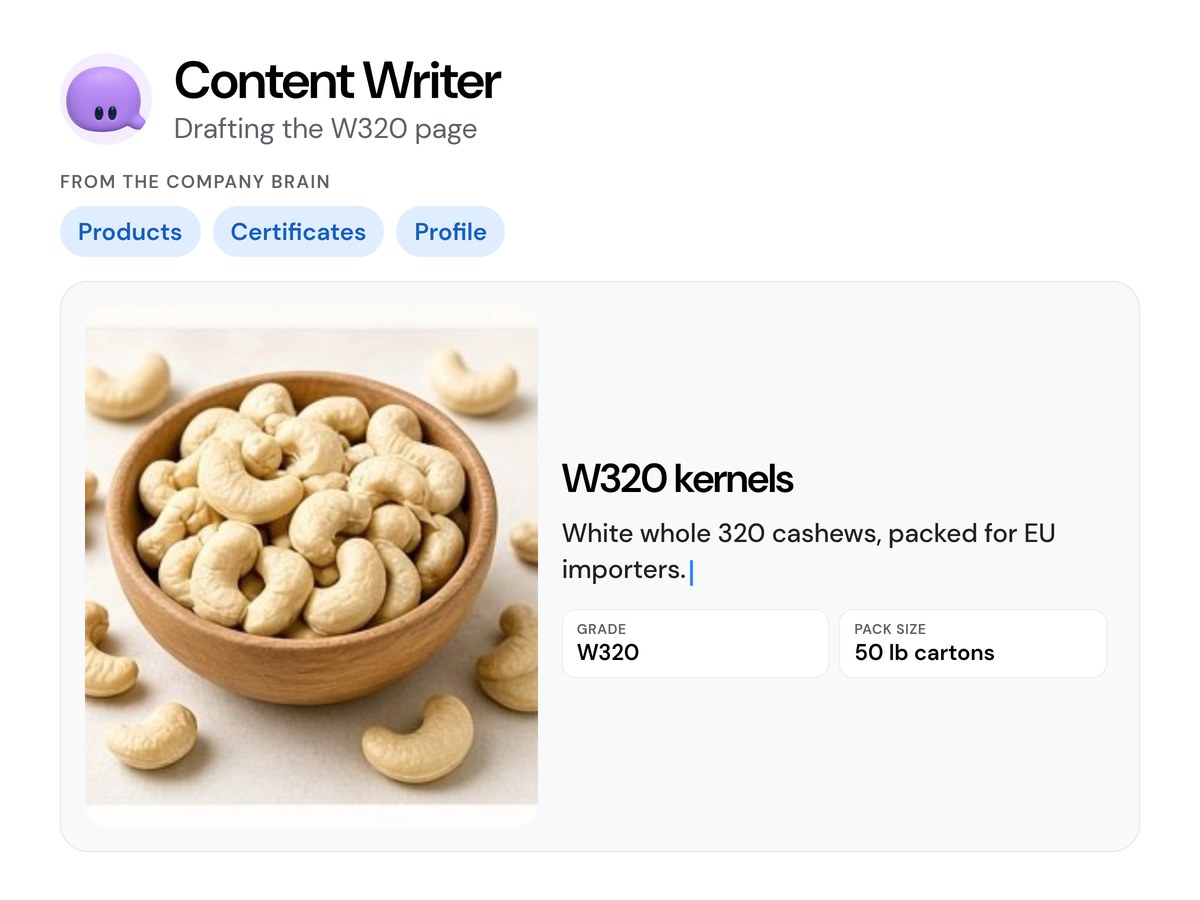 Content Writer
Drafting the W320 page
FROM THE COMPANY BRAIN
Products
Certificates
Profile
W320 kernels
White whole 320 cashews, packed for EU
importers.
GRADE
W320
PACK SIZE
50 lb cartons